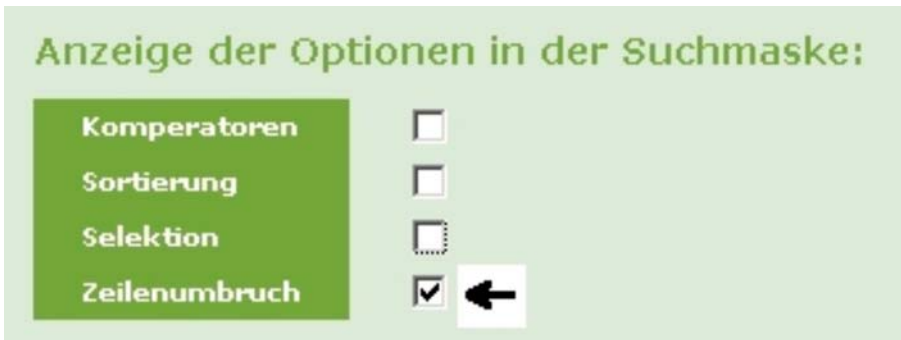 Anzeige der Optionen in der Suchmaske:
Komperatoren
Sortierung
Selektion
Zeilenumbruch